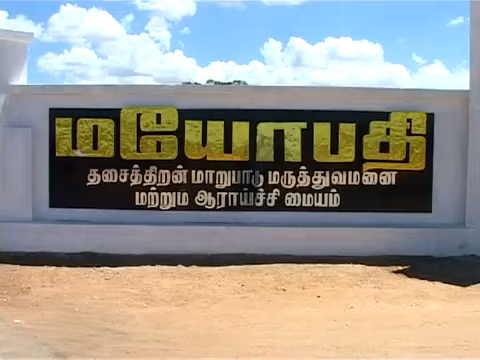 மயோபதி
தசைத்திறன் மாறுபாடு மருத்துவமனை
மற்றும் ஆராய்ச்சி மையம்